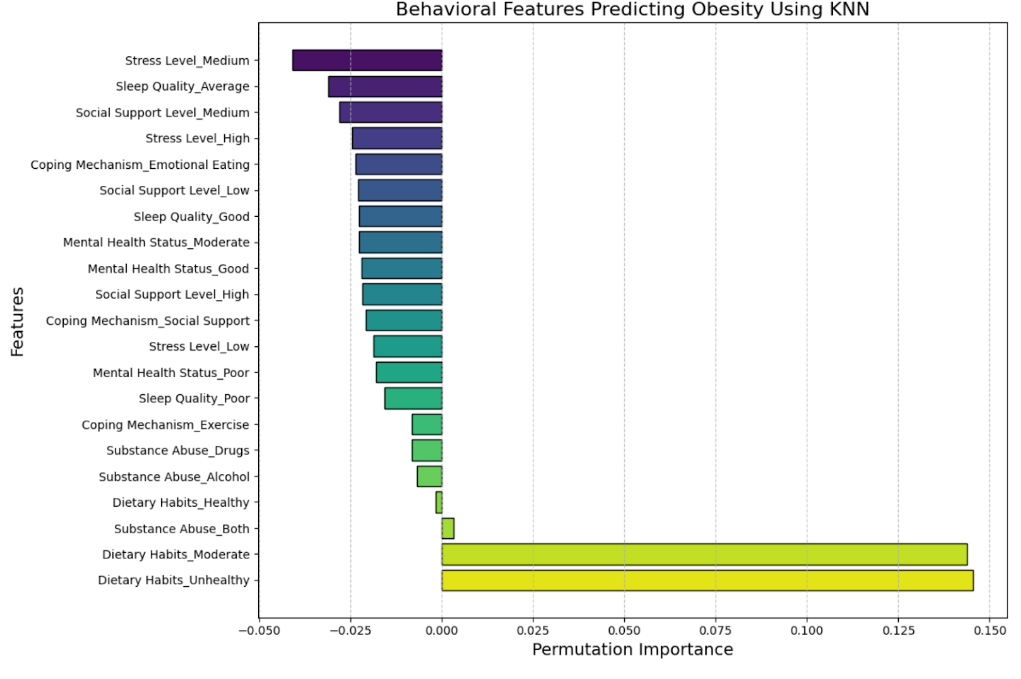 Behavioral Features Predicting Obesity Using KNN
Stress Level_Medium
Sleep Quality_Average
Social Support Level_Medium
Stress Level_High
Coping Mechanism_Emotional Eating
Social Support Level_Low
Sleep Quality_Good
Mental Health Status_Moderate
Mental Health Status_Good
Social Support Level_High
Coping Mechanism_Social Support
Stress Level_Low
Mental Health Status_Poor
Sleep Quality_Poor
Coping Mechanism_Exercise
Substance Abuse_Drugs
Substance Abuse_Alcohol
Dietary Habits_Healthy
Substance Abuse_Both
Dietary Habits_Moderate
Dietary Habits_Unhealthy
Features
−0.050 −0.025 0.000 0.025 0.050 0.075 0.100 0.125 0.150
Permutation Importance